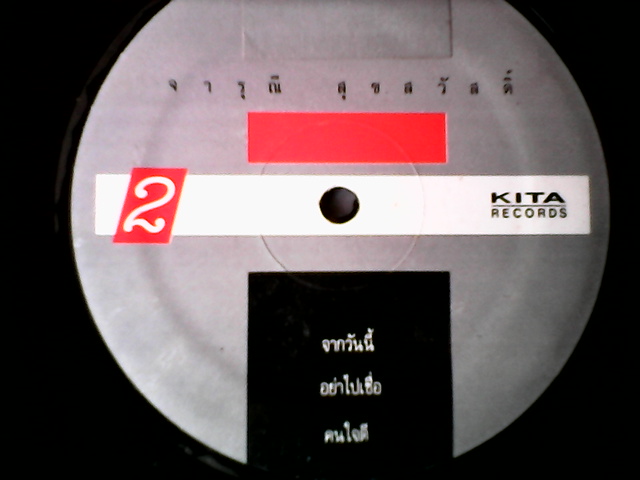 จารุณี สุขสวัสดิ์
2
KITA
RECORDS
จากวันนี้
อย่าไปเชื่อ
คนใจดี